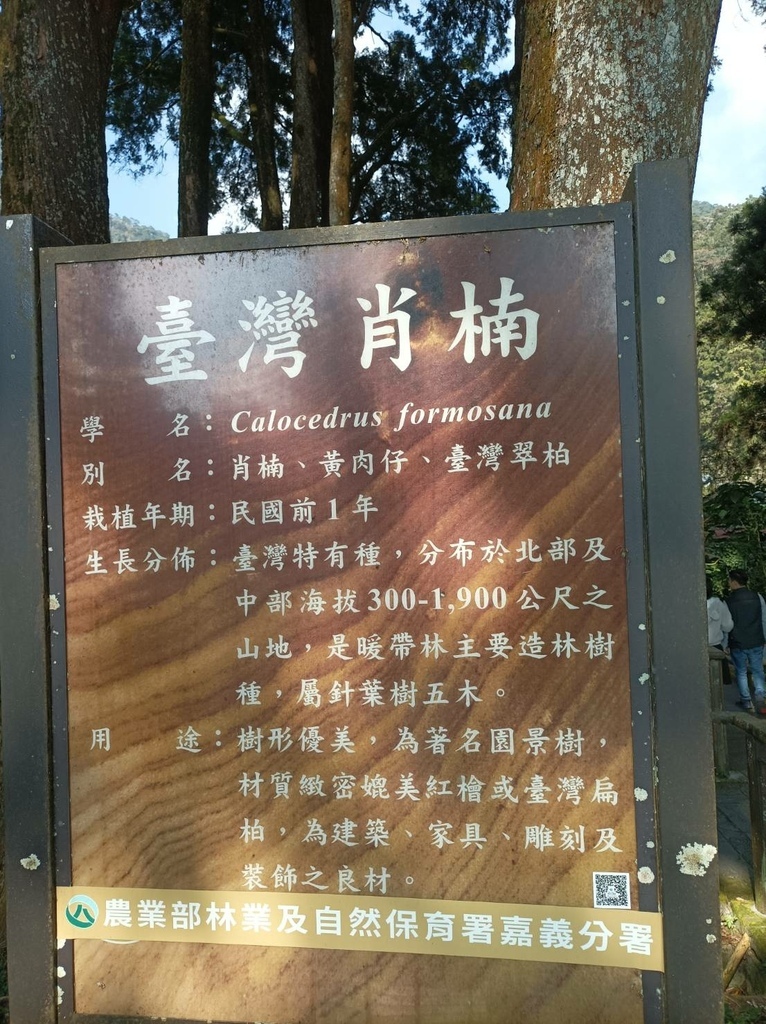 臺灣肖楠
學名：Calocedrus formosana
別名：肖楠、黃肉仔、臺灣翠柏
栽植年期：民國前1年
生長分佈：臺灣特有種，分布於北部及
中部海拔300-1,900公尺之
山地，是暖帶林主要造林樹
種，屬針葉樹五木。
用途：樹形優美，為著名園景樹，
材質緻密媲美紅檜或臺灣扁
柏，為建築、家具、雕刻及
裝飾之良材。
農業部林業及自然保育署嘉義分署